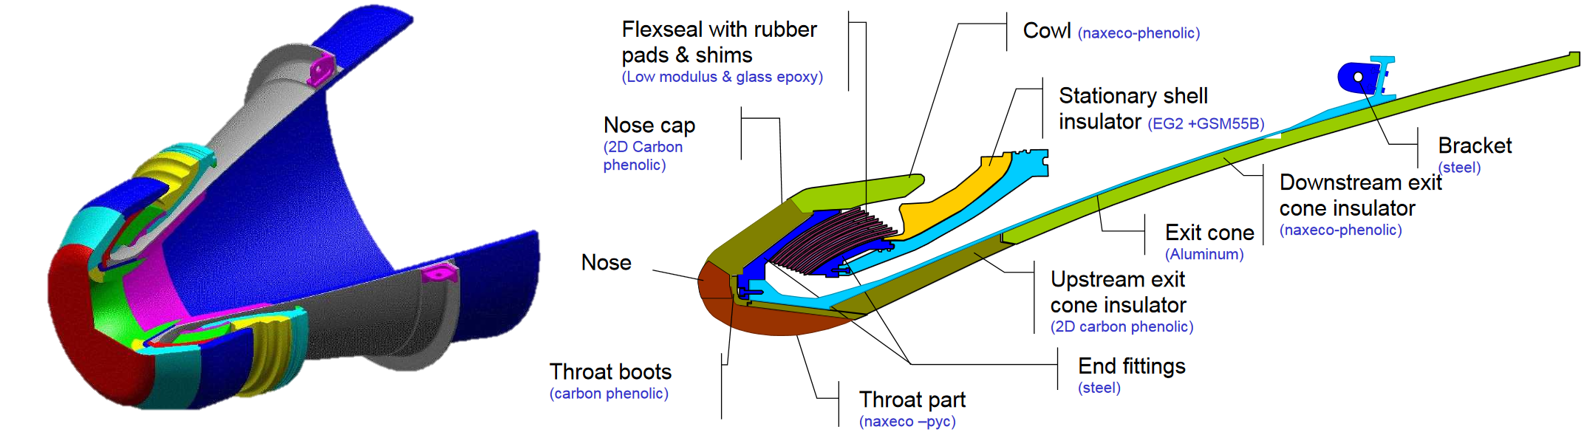 Flexseal with rubber
pads & shims
(Low modulus & glass epoxy)
Cowl (naxeco-phenolic)
Stationary shell
insulator (EG2 +GSM55B)
Nose cap
(2D Carbon
phenolic)
Bracket
(steel)
Downstream exit
cone insulator
(naxeco-phenolic)
Exit cone
(Aluminum)
Nose
Upstream exit
cone insulator
(2D carbon phenolic)
Throat boots
(carbon phenolic)
End fittings
(steel)
Throat part
(naxeco –pyc)